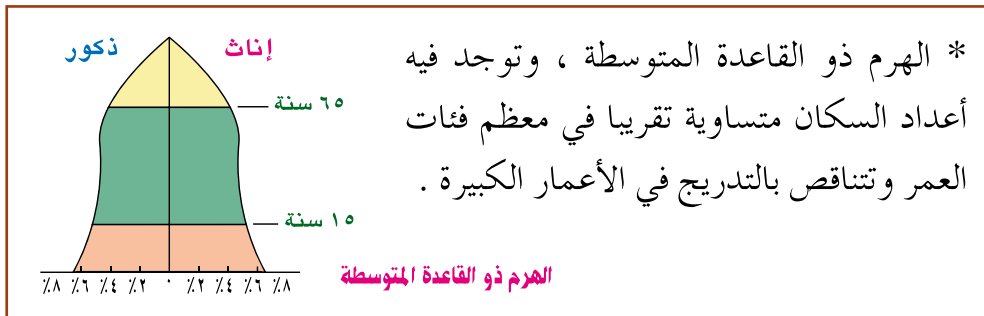 * الهرم ذو القاعدة المتوسطة ، وتوجد فيه
أعداد السكان متساوية تقريبا في معظم فئات
العمر وتتناقص بالتدريج في الأعمار الكبيرة .
إناث
ذكور
٦٥ سنة
١٥ سنة
٨٪ ٦٪ ٤٪ ٢٪ ٠ ٢٪ ٤٪ ٦٪ ٨٪
الهرم ذو القاعدة المتوسطة